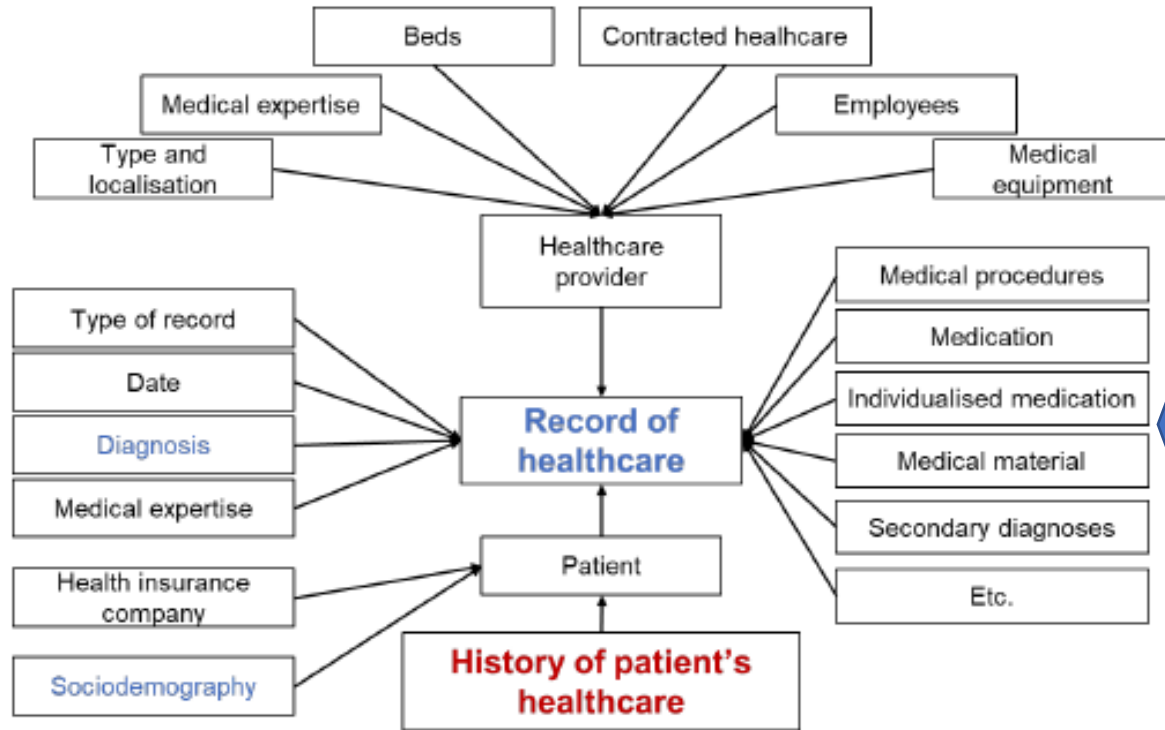 Beds
Contracted healhcare
Medical expertise
Employees
Type and
localisation
Medical
equipment
Healthcare
provider
Medical procedures
Type of record
Medication
Date
Individualised medication
Record of
healthcare
Diagnosis
Medical material
Medical expertise
Secondary diagnoses
Patient
Health insurance
company
Etc.
History of patient's
healthcare
Sociodemography